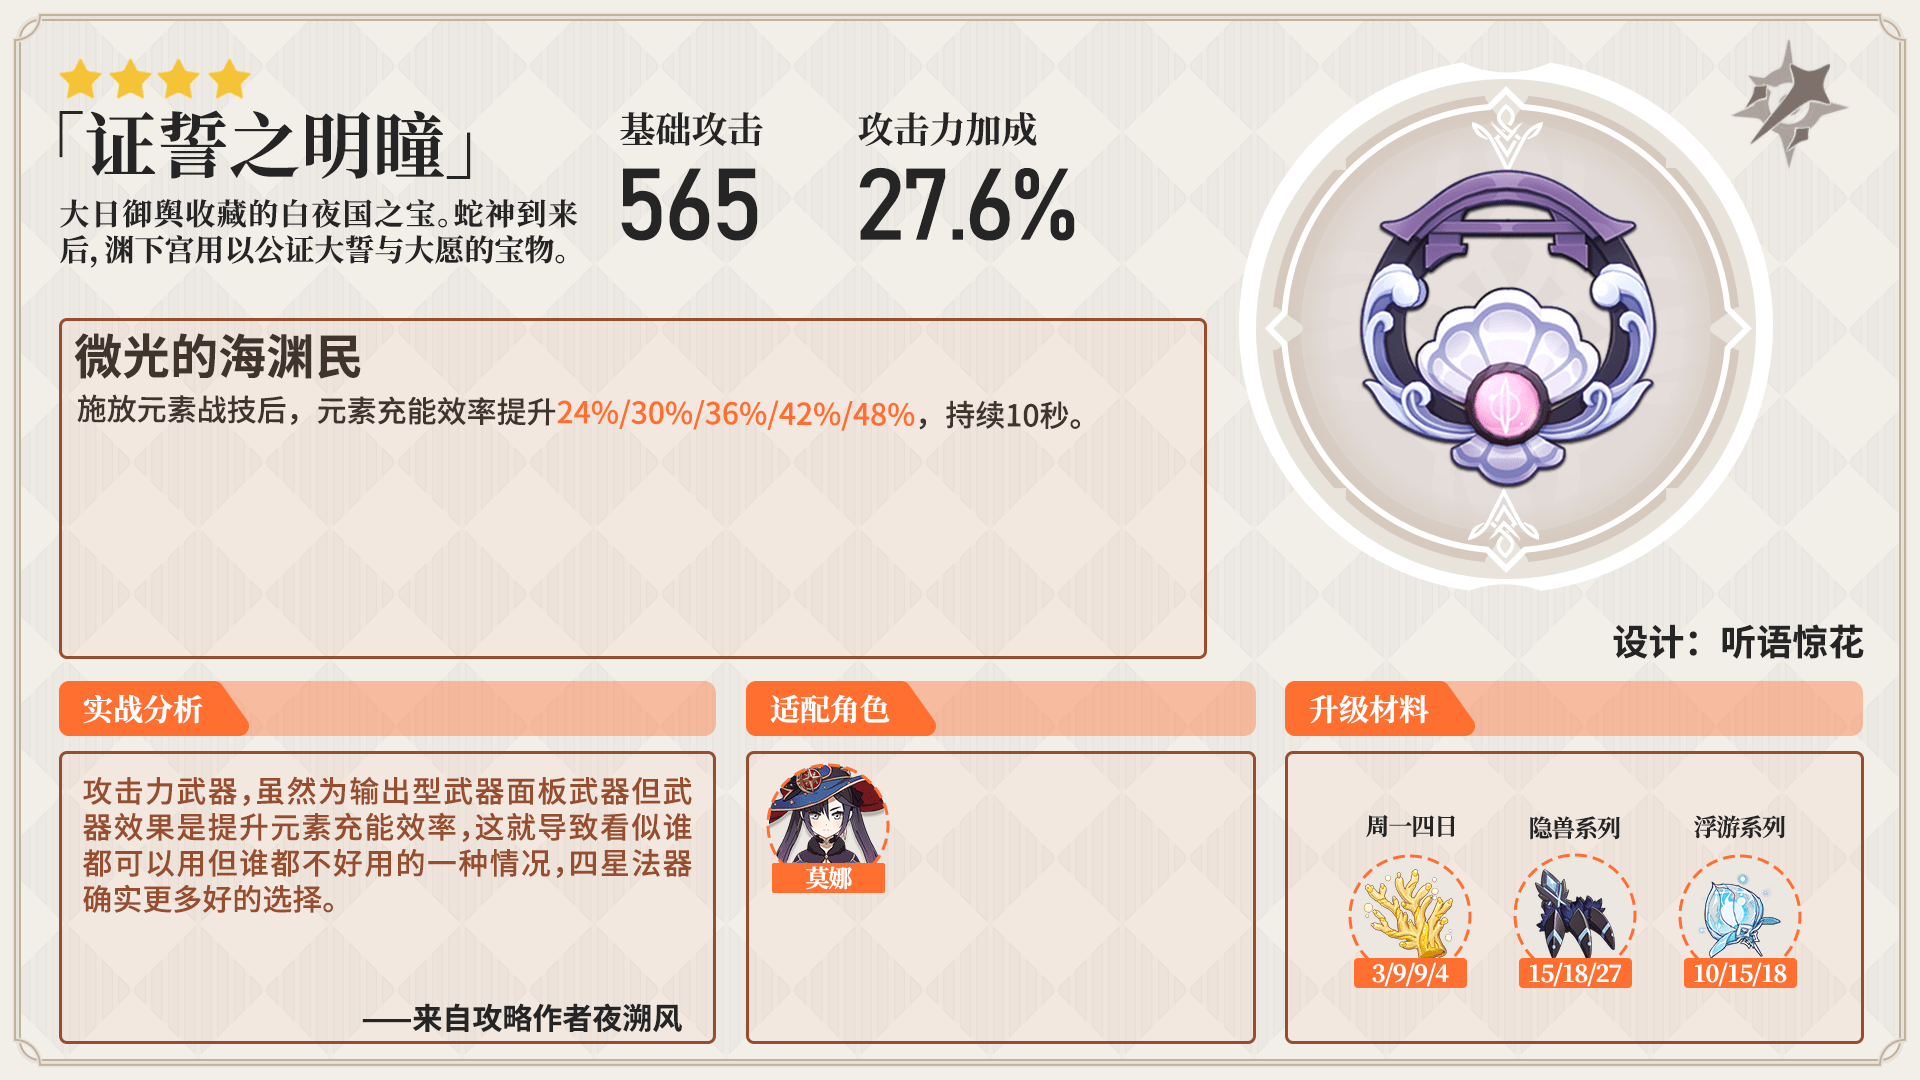 「证誓之明瞳」
大日御舆收藏的白夜国之宝。蛇神到来
后，渊下宫用以公证大誓与大愿的宝物。
基础攻击
565
攻击力加成
27.6%
微光的海渊民
施放元素战技后，元素充能效率提升24%/30%/36%/42%/48%，持续10秒。
设计：听语惊花
实战分析
攻击力武器，虽然为输出型武器面板武器但武
器效果是提升元素充能效率，这就导致看似谁
都可以用但谁都不好用的一种情况，四星法器
确实更多好的选择。
——来自攻略作者夜溯风
适配角色
莫娜
升级材料
周一四日
3/9/9/4
隐兽系列
15/18/27
浮游系列
10/15/18